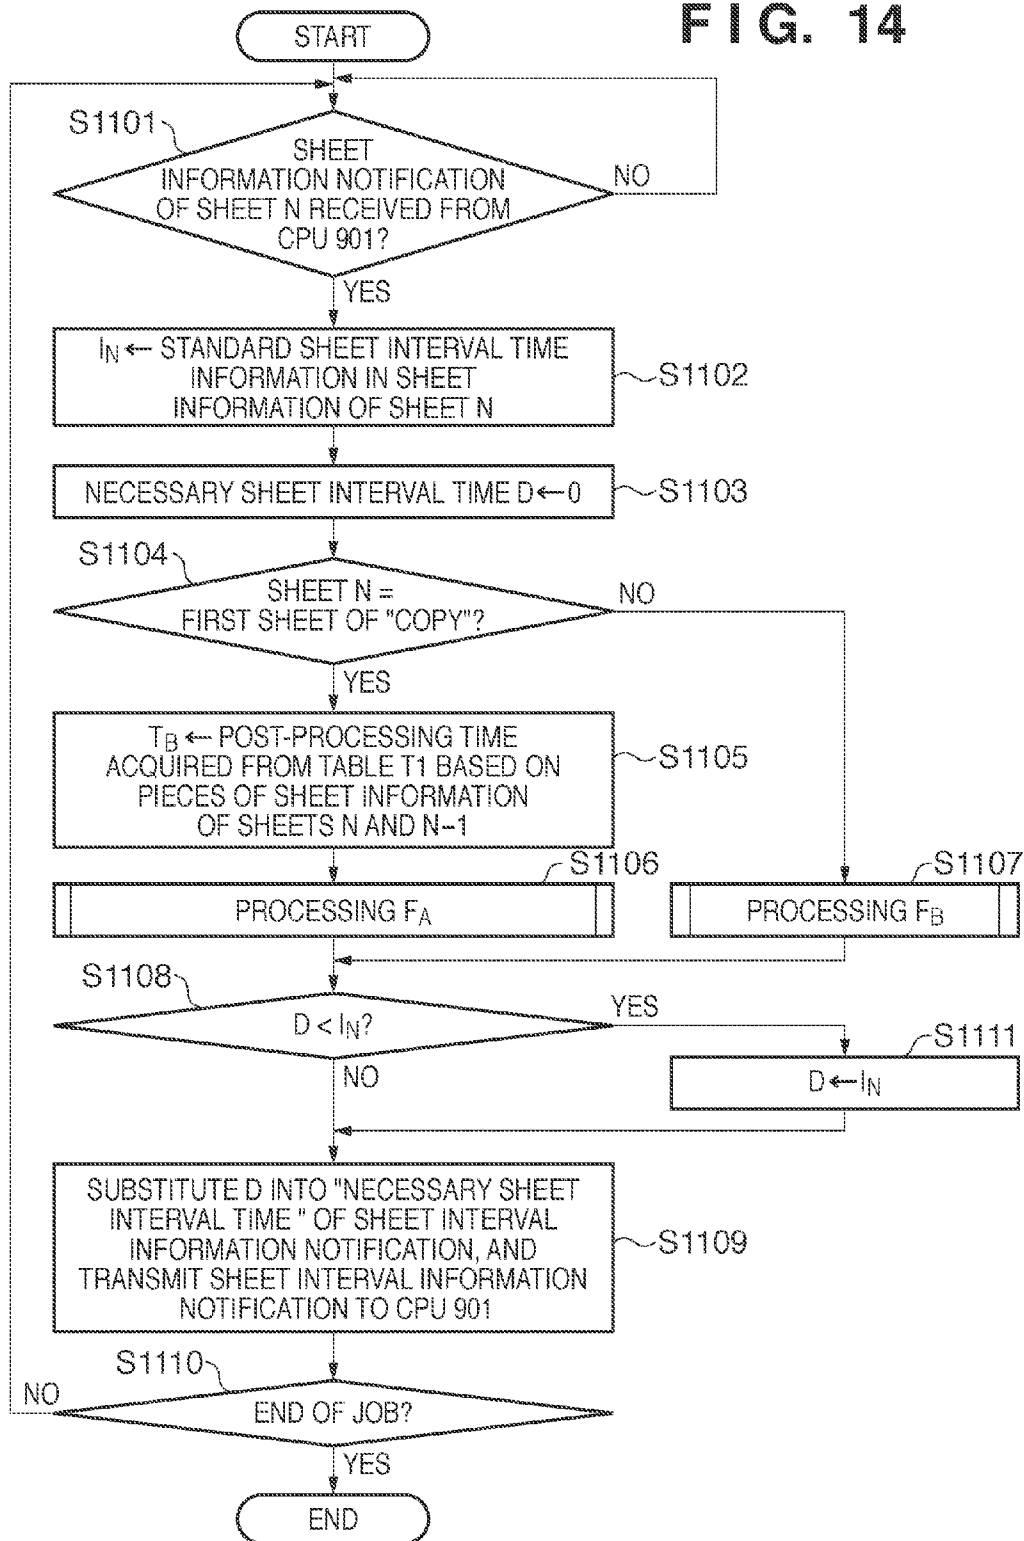 FIG. 14
START
S1101
SHEET
INFORMATION NOTIFICATION
OF SHEET N RECEIVED FROM
CPU 901?
NO
YES
IN ← STANDARD SHEET INTERVAL TIME
INFORMATION IN SHEET
INFORMATION OF SHEET N
S1102
NECESSARY SHEET INTERVAL TIME D←0
S1103
S1104
SHEET N =
FIRST SHEET OF "COPY"?
NO
YES
TB ← POST-PROCESSING TIME
ACQUIRED FROM TABLE T1 BASED ON
PIECES OF SHEET INFORMATION
OF SHEETS N AND N–1
S1105
S1106
PROCESSING FA
S1107
PROCESSING FB
S1108
D < IN?
YES
NO
S1111
D←IN
SUBSTITUTE D INTO "NECESSARY SHEET
INTERVAL TIME " OF SHEET INTERVAL
INFORMATION NOTIFICATION, AND
TRANSMIT SHEET INTERVAL INFORMATION
NOTIFICATION TO CPU 901
S1109
S1110
NO
END OF JOB?
YES
END